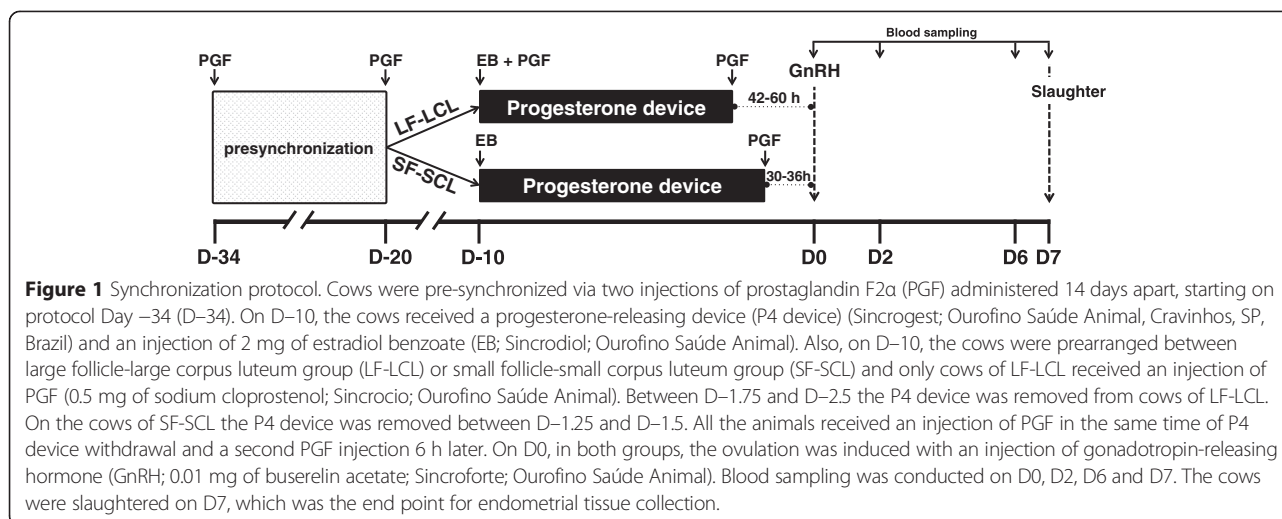 Blood sampling
PGF PGF EB + PGF PGF GnRH
Slaughter
Progesterone device 42-60 h
LF-LCL
presynchronization
EB PGF
SF-SCL
Progesterone device 30-36h
D-34 D-20 D-10 D0 D2 D6 D7
Figure 1 Synchronization protocol. Cows were pre-synchronized via two injections of prostaglandin F2α (PGF) administered 14 days apart, starting on
protocol Day −34 (D–34). On D–10, the cows received a progesterone-releasing device (P4 device) (Sincrogest; Ourofino Saúde Animal, Cravinhos, SP,
Brazil) and an injection of 2 mg of estradiol benzoate (EB; Sincrodiol; Ourofino Saúde Animal). Also, on D–10, the cows were prearranged between
large follicle-large corpus luteum group (LF-LCL) or small follicle-small corpus luteum group (SF-SCL) and only cows of LF-LCL received an injection of
PGF (0.5 mg of sodium cloprostenol; Sincrocio; Ourofino Saúde Animal). Between D–1.75 and D–2.5 the P4 device was removed from cows of LF-LCL.
On the cows of SF-SCL the P4 device was removed between D–1.25 and D–1.5. All the animals received an injection of PGF in the same time of P4
device withdrawal and a second PGF injection 6 h later. On D0, in both groups, the ovulation was induced with an injection of gonadotropin-releasing
hormone (GnRH; 0.01 mg of buserelin acetate; Sincroforte; Ourofino Saúde Animal). Blood sampling was conducted on D0, D2, D6 and D7. The cows
were slaughtered on D7, which was the end point for endometrial tissue collection.